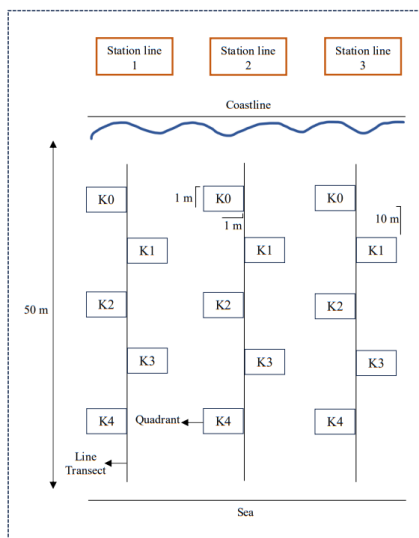 Station line
1
Station line
2
Station line
3
Coastline
K0
1 m
K0
K0
1 m
10 m
K1
K1
K1
K2
K2
K2
50 m
K3
K3
K3
K4
Quadrant
K4
K4
Line
Transect
Sea